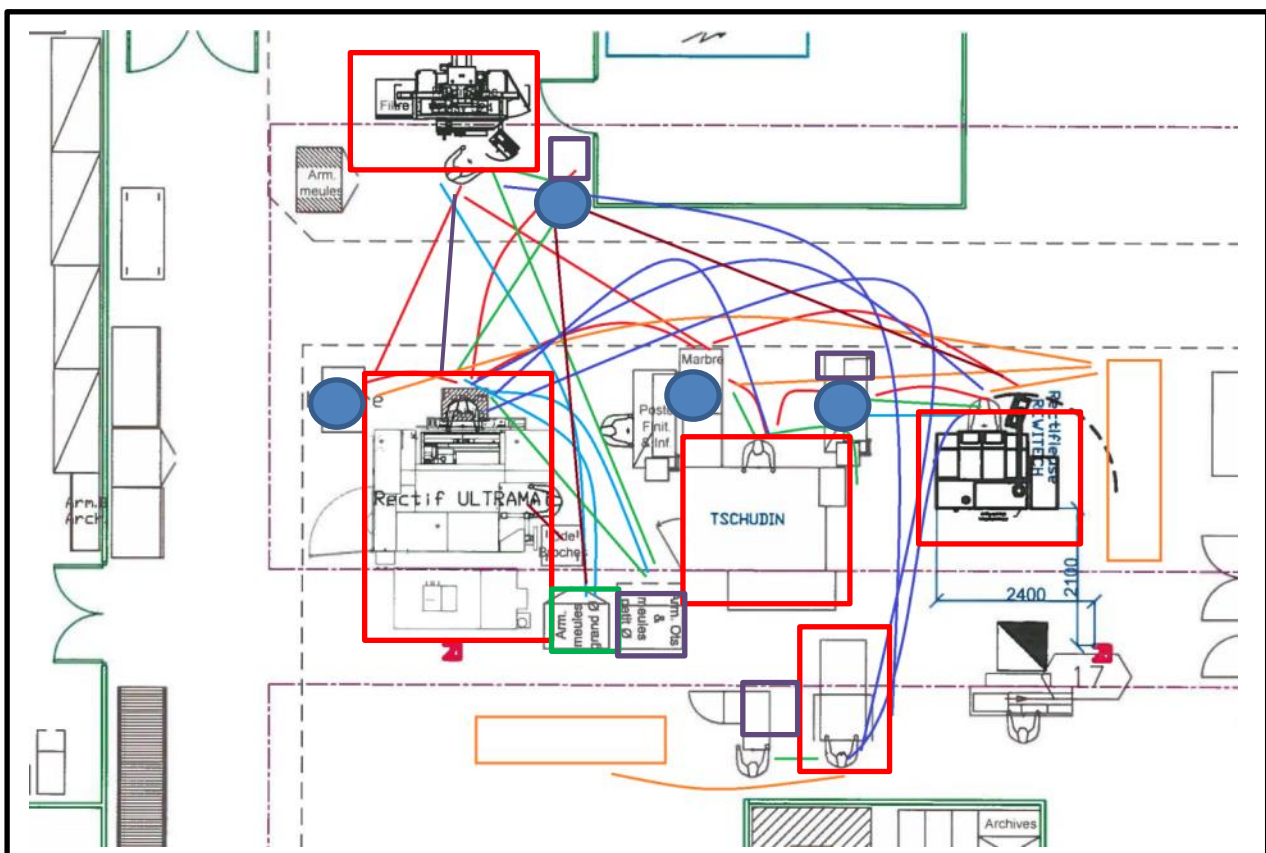 Filtre
Arm.
meules
Marbre
e
Poste
Finit.
& Inf
Rectifieuse
REWITECH
Rectif ULTRAMAT
TSCHUDIN
Arm.B
Arch.
Broches
2400
2100
Arm.
meules
grand Ø
Arm. Ots
&
meules
petit Ø
17
Archives